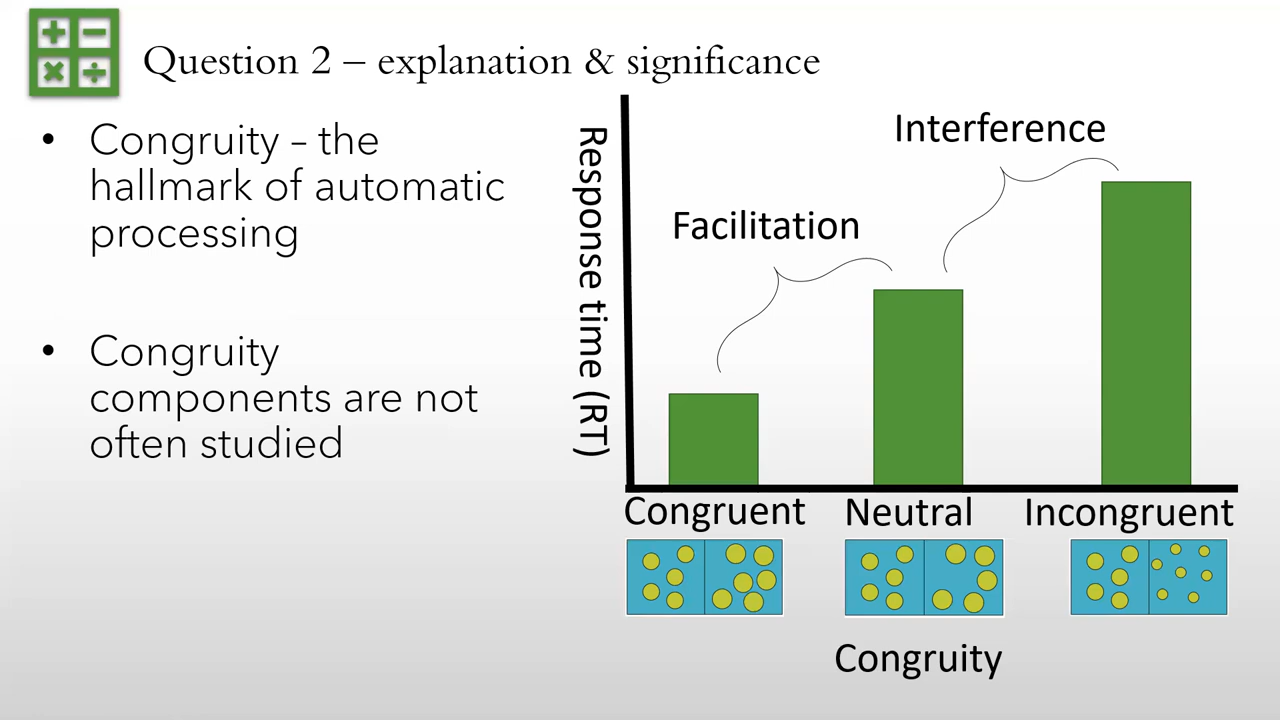 Question 2 – explanation & significance
• Congruity – the
hallmark of automatic
processing
• Congruity
components are not
often studied
Response time (RT)
Facilitation
Interference
Congruent
Neutral
Incongruent
Congruity